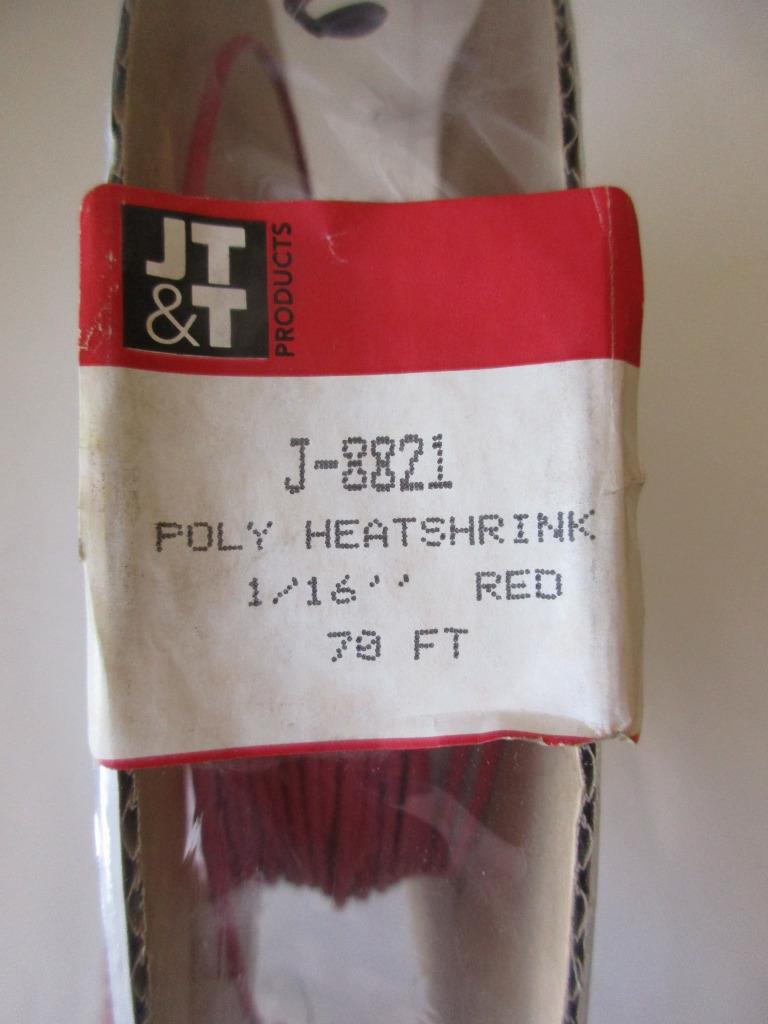 JT
&T
PRODUCTS
J-8821
POLY HEATSHRINK
1/16'' RED
70 FT